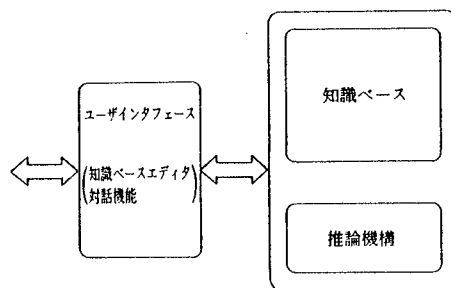 ユーザインタフェース
(知識ベースエディタ
対話機能)
知識ベース
推論機構